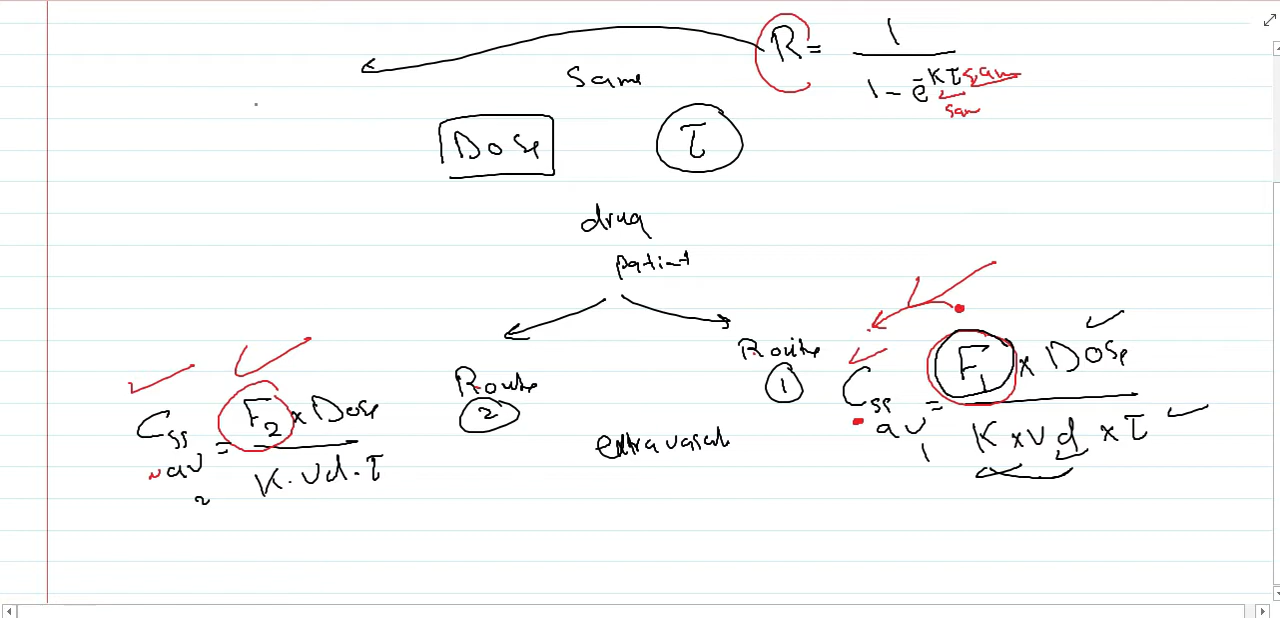 R = 1 / 1 - e^-Kτ same
same
same
Dose τ
drug
patient
Route 1
Route 2
Css av 1 = F1 x Dose / K x Vd x τ
Css av 2 = F2 x Dose / K . Vd . τ
extravasal